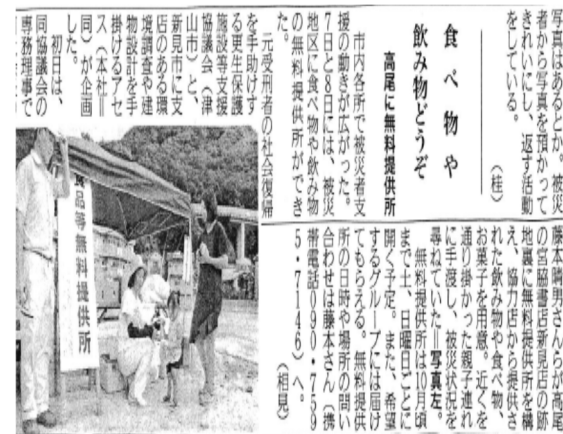 写真はあるとか。被災
者から写真を預かって
きれいにし、返す活動
をしている。
（桂）
食べ物や
飲み物どうぞ
高尾に無料提供所
市内各所で被災者支
援の動きが広がった。
7日と8日には、被災
地区に食べ物や飲み物
の無料提供所ができ
た。
元受刑者の社会復帰
を手助けす
る更生保護
施設等支援
協議会（津
山市）と、
新見市に支
店のある環
境調査や建
物設計を手
掛けるアセ
ス（本社＝
同）が企画
した。
初日は、
同協議会の
専務理事で
藤本晴男さんらが高尾
の宮脇書店新見店の跡
地裏に無料提供所を構
え、協力店から提供さ
れた飲み物や食べ物、
お菓子を用意。近くを
通り掛かった親子連れ
に手渡し、被災状況を
尋ねていた＝写真左。
無料提供所は10月頃
まで土、日曜日ごとに
開く予定。また、希望
するグループには届け
てもらえる。無料提供
所の日時や場所の問い
合わせは藤本さん（携
帯電話090・759
5・7146）へ。
（相見）
食品等無料提供所